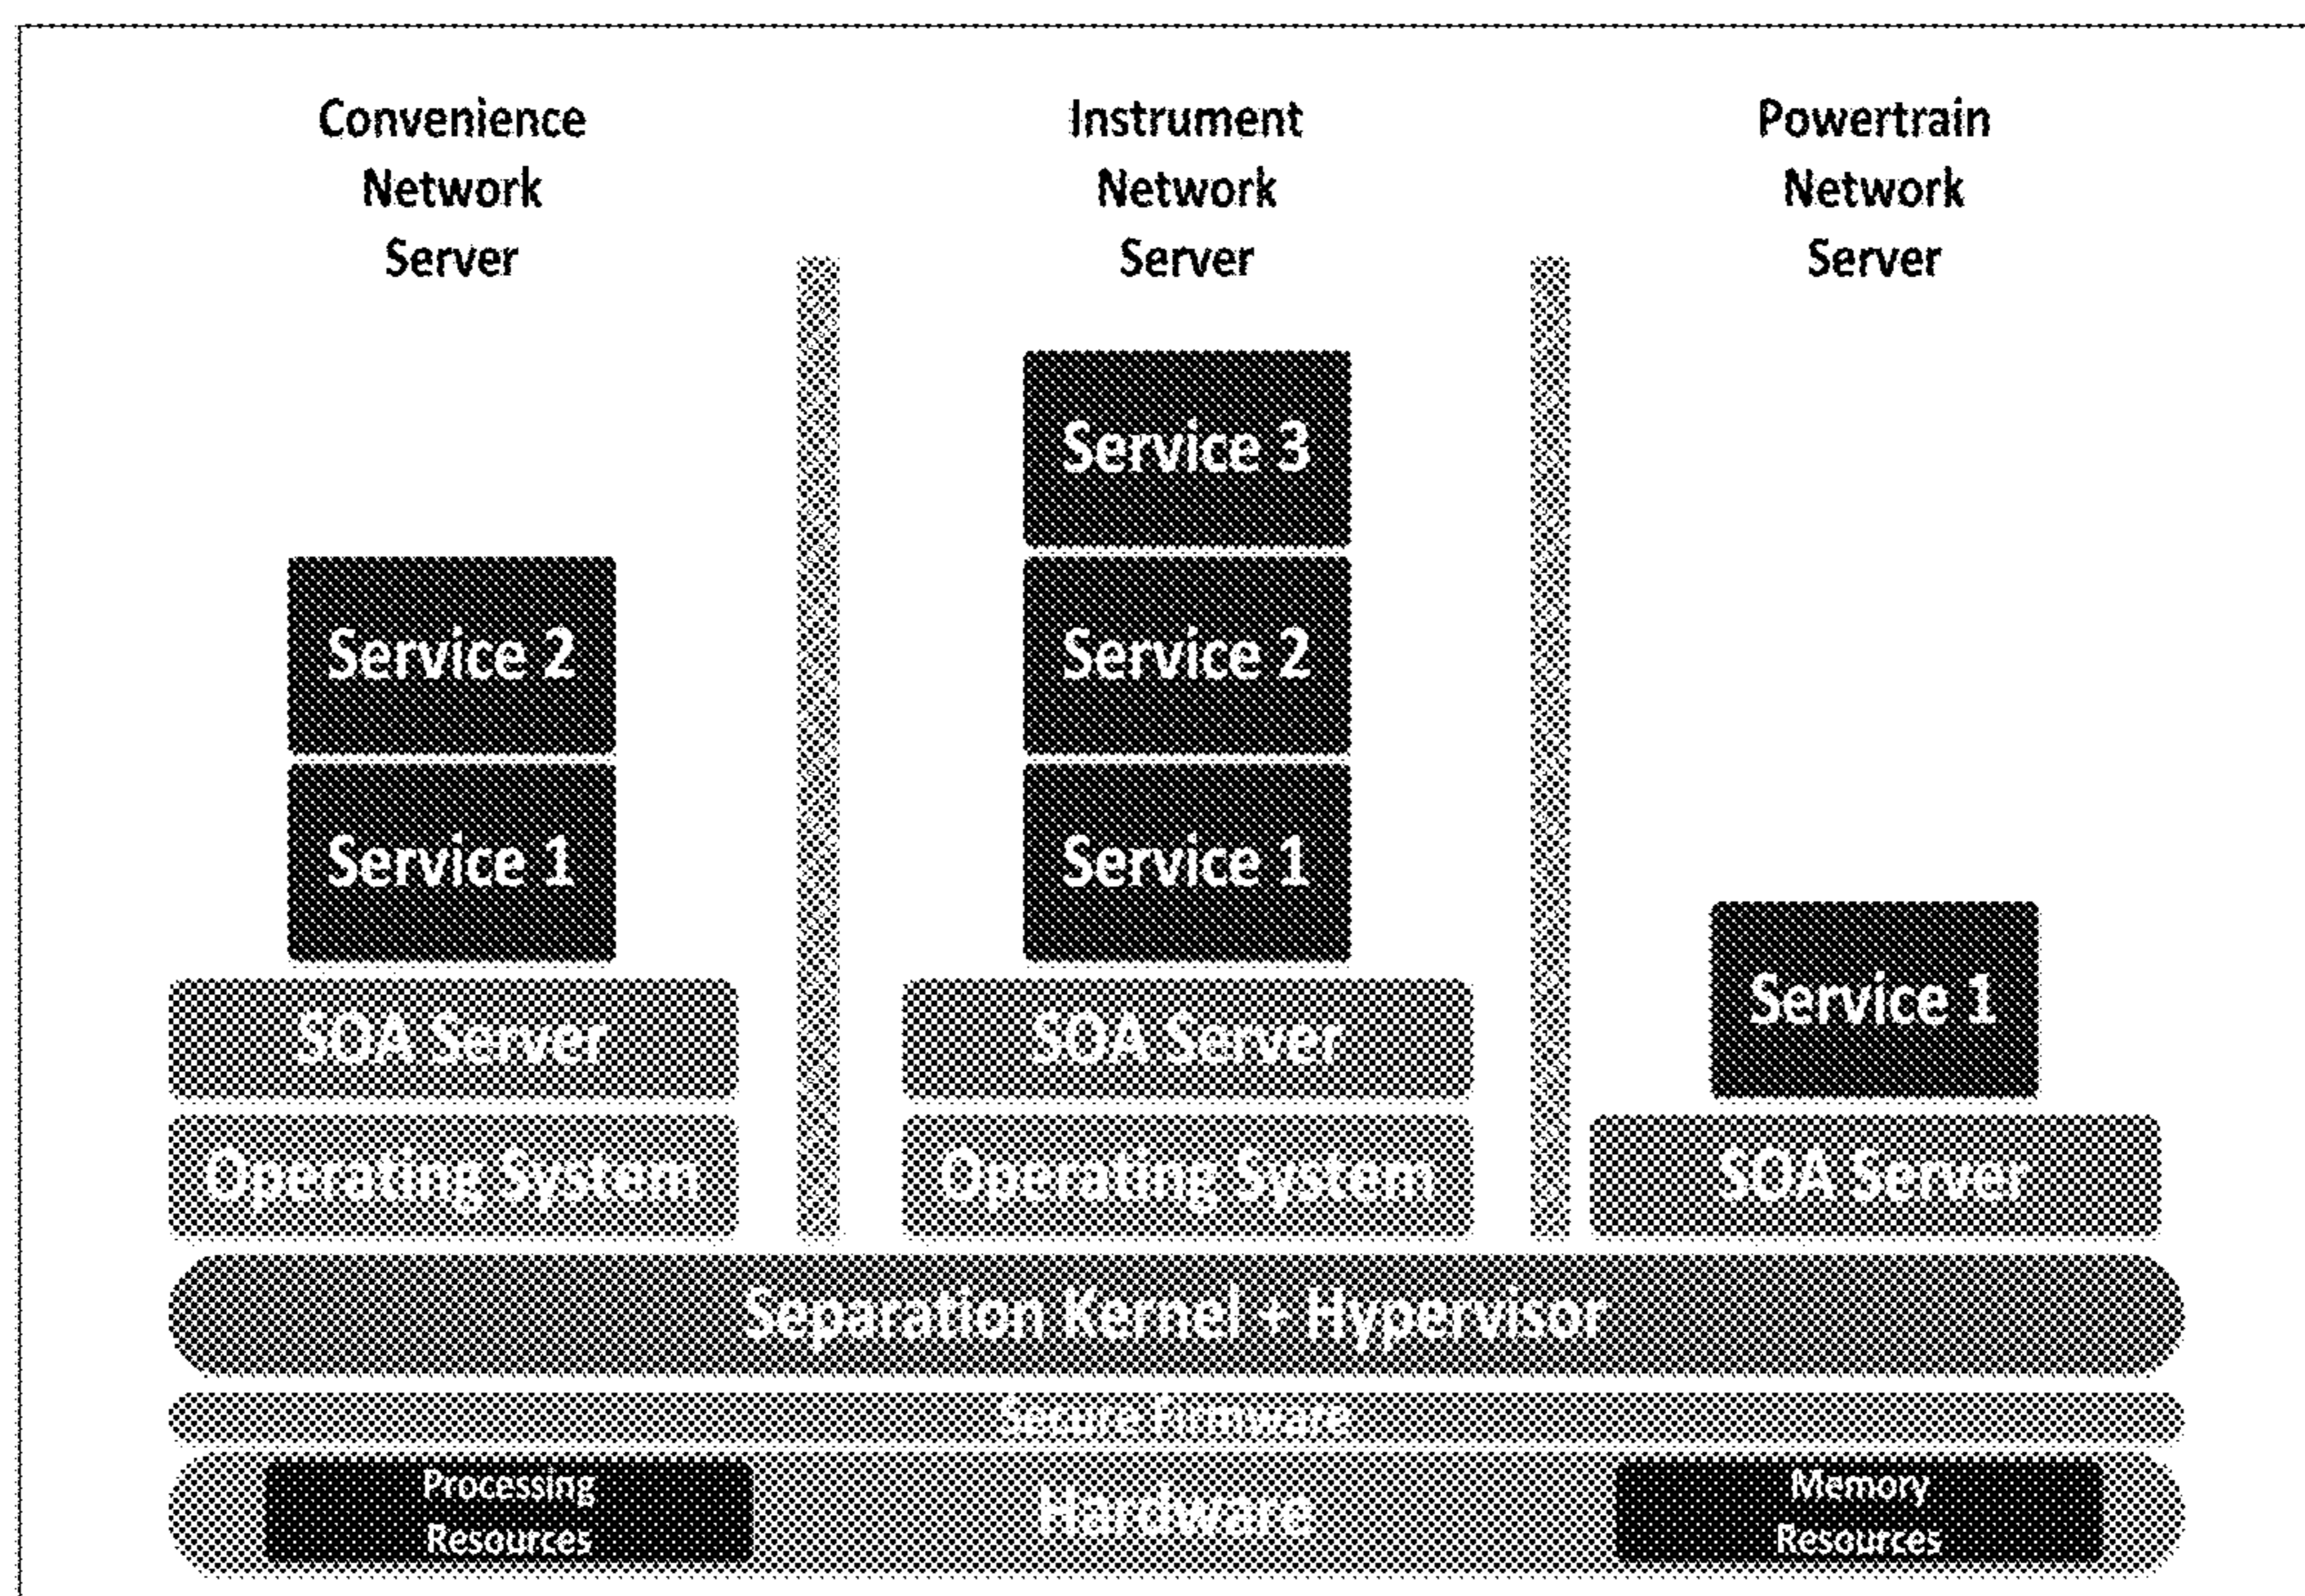 Convenience
Network
Server
Instrument
Network
Server
Powertrain
Network
Server
Service 3
Service 2
Service 2
Service 1
Service 1
Service 1
SOA Server
SOA Server
Operating System
Operating System
SOA Server
Separation Kernel + Hypervisor
Secure Firmware
Processing
Resources
Hardware
Memory
Resources